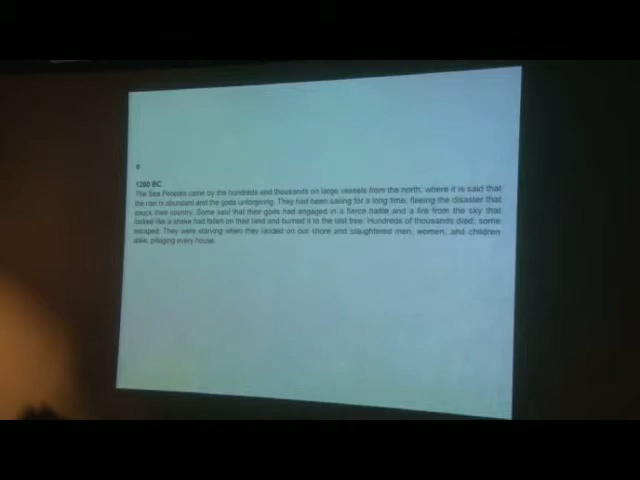 1200 BC
The Sea Peoples came by the hundreds and thousands on large vessels from the north, where it is said that
the rain is abundant and the gods unforgiving. They had been sailing for a long time, fleeing the disaster that
struck their country. Some said that their gods had engaged in a fierce battle and a fire from the sky that
looked like a snake had fallen on their land and burned it to the last tree. Hundreds of thousands died; some
escaped. They were starving when they landed on our shore and slaughtered men, women, and children
alike, pillaging every house.